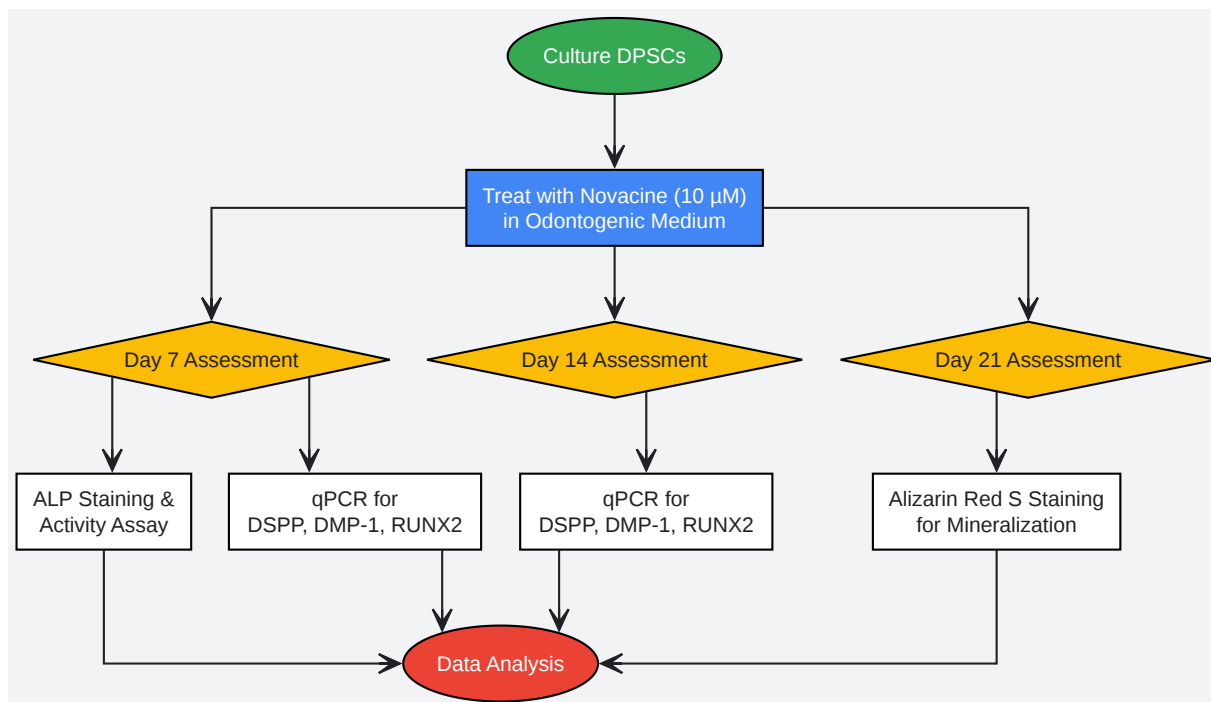 Culture DPSCs
Treat with Novacine (10 µM)
in Odontogenic Medium
Day 7 Assessment
Day 14 Assessment
Day 21 Assessment
ALP Staining &
Activity Assay
qPCR for
DSPP, DMP-1, RUNX2
qPCR for
DSPP, DMP-1, RUNX2
Alizarin Red S Staining
for Mineralization
Data Analysis